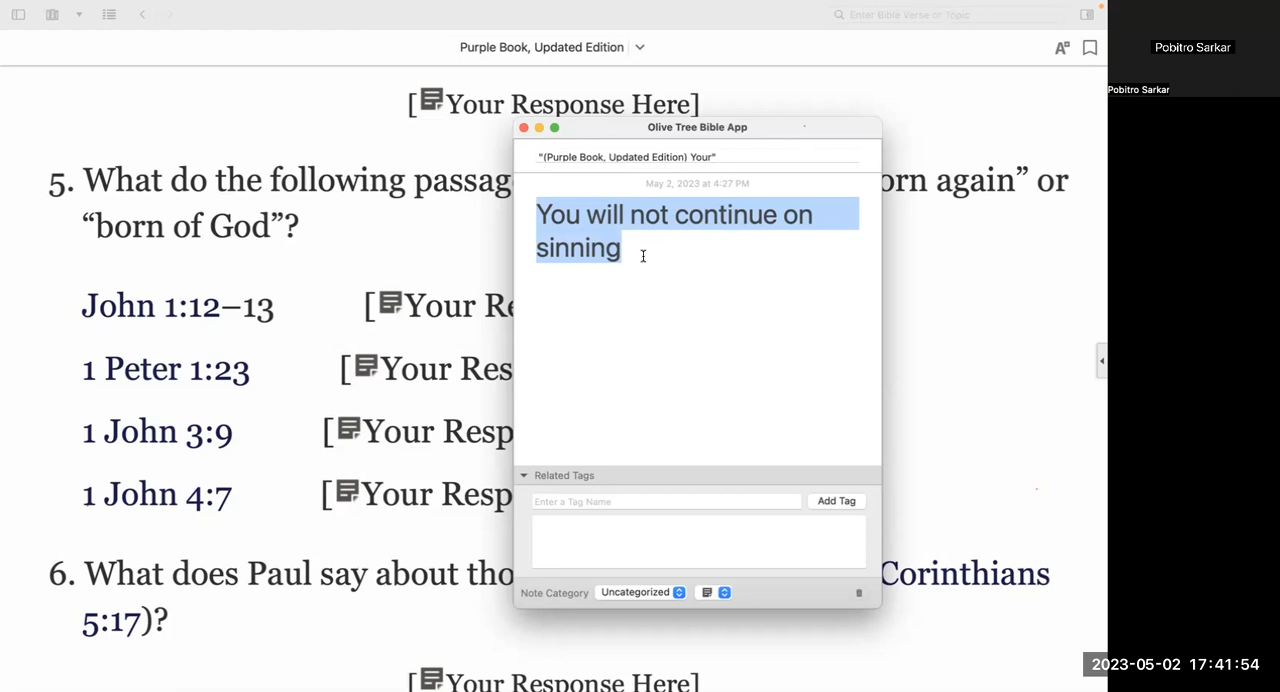 Enter Bible Verse or Topic
Purple Book, Updated Edition
[Your Response Here]
5. What do the following passag
orn again” or
“born of God”?
John 1:12–13 [Your Re
1 Peter 1:23 [Your Res
1 John 3:9 [Your Resp
1 John 4:7 [Your Resp
6. What does Paul say about tho
Corinthians
5:17)?
[Your Response Here]
Olive Tree Bible App
"(Purple Book, Updated Edition) Your"
May 2, 2023 at 4:27 PM
You will not continue on
sinning
Related Tags
Enter a Tag Name
Add Tag
Note Category Uncategorized
Pobitro Sarkar
Pobitro Sarkar
2023-05-02 17:41:54